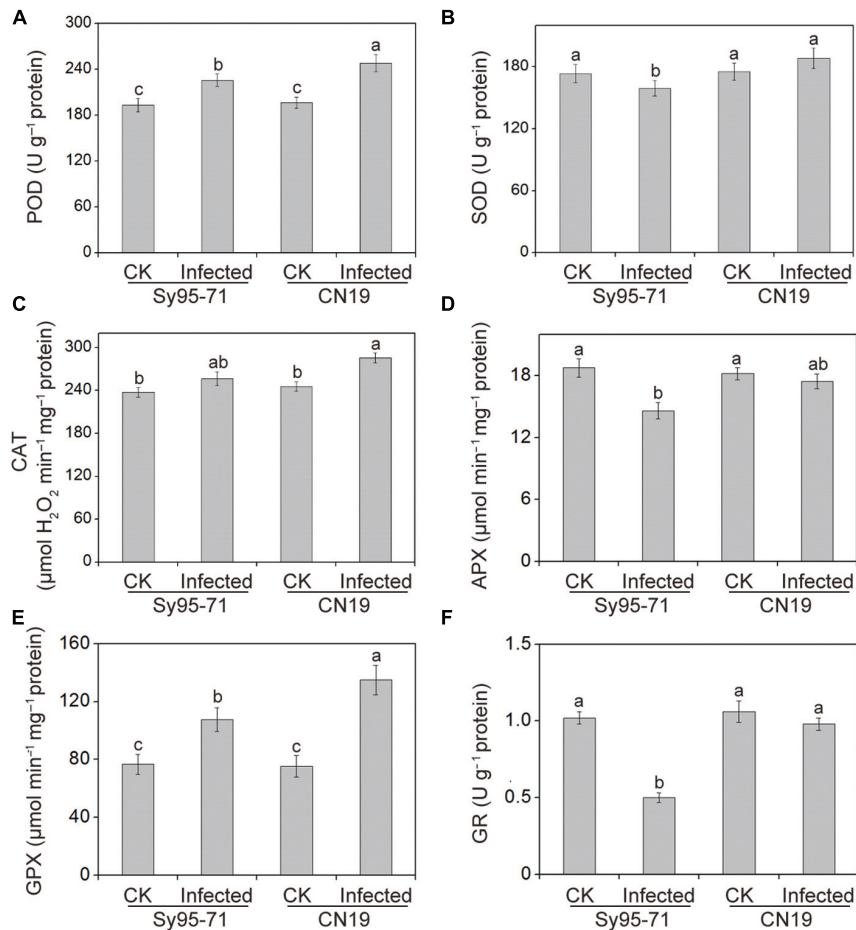 A
POD (U g⁻¹ protein)
300
240
180
120
60
0
c
b
c
a
CK Infected CK Infected
Sy95-71 CN19
B
SOD (U g⁻¹ protein)
180
120
60
0
a
b
a
a
CK Infected CK Infected
Sy95-71 CN19
C
CAT
(μmol H₂O₂ min⁻¹ mg⁻¹ protein)
300
240
180
120
60
0
b
ab
b
a
CK Infected CK Infected
Sy95-71 CN19
D
APX (μmol min⁻¹ mg⁻¹ protein)
18
12
6
0
a
b
a
ab
CK Infected CK Infected
Sy95-71 CN19
E
GPX (μmol min⁻¹ mg⁻¹ protein)
160
120
80
40
0
c
b
c
a
CK Infected CK Infected
Sy95-71 CN19
F
GR (U g⁻¹ protein)
1.5
1.0
0.5
0
a
b
a
a
CK Infected CK Infected
Sy95-71 CN19